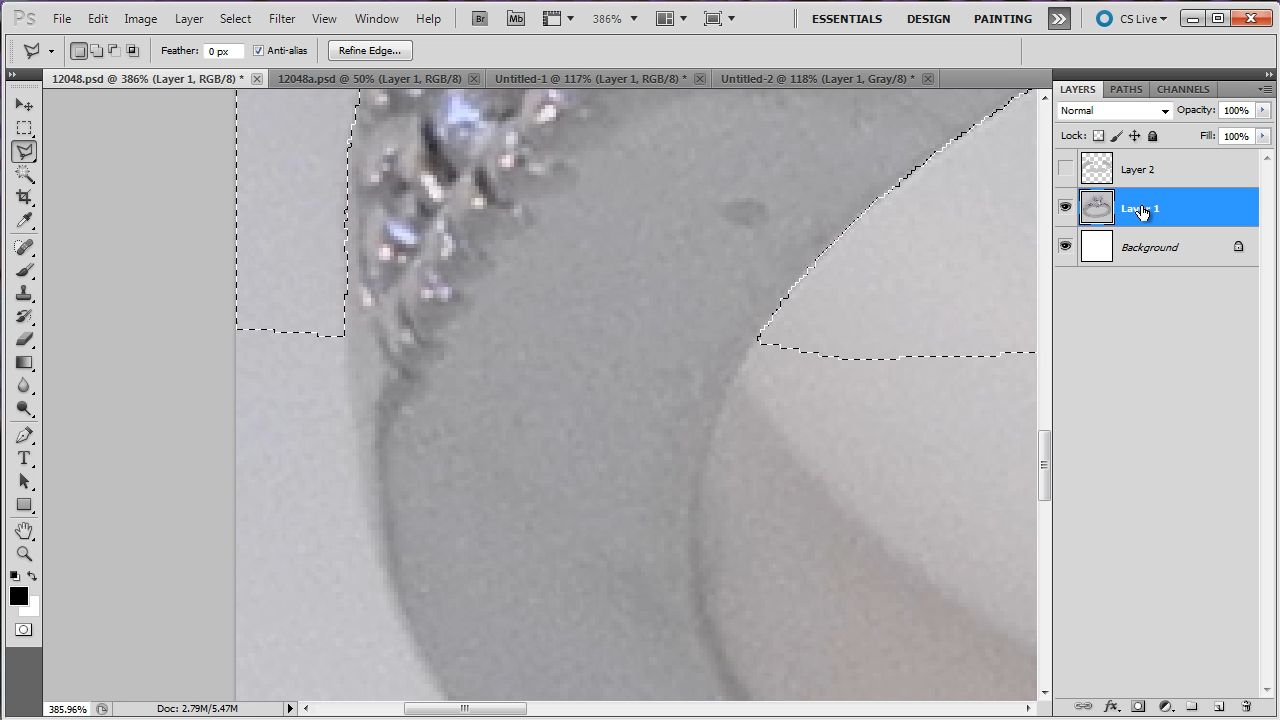 Ps File Edit Image Layer Select Filter View Window Help Br Mb 386% ESSENTIALS DESIGN PAINTING CS Live
Feather: 0 px Anti-alias Refine Edge...
12048.psd @ 386% (Layer 1, RGB/8) * 12048a.psd @ 50% (Layer 1, RGB/8) Untitled-1 @ 117% (Layer 1, RGB/8) * Untitled-2 @ 118% (Layer 1, Gray/8) *
LAYERS PATHS CHANNELS
Normal Opacity: 100%
Lock: Fill: 100%
Layer 2
Layer 1
Background
T
fx
385.96% Doc: 2.79M/5.47M